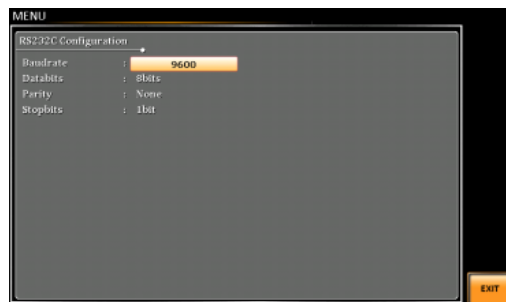 MENU
RS232C Configuration
Baudrate : 9600
Databits : 8bits
Parity : None
Stopbits : 1bit
EXIT